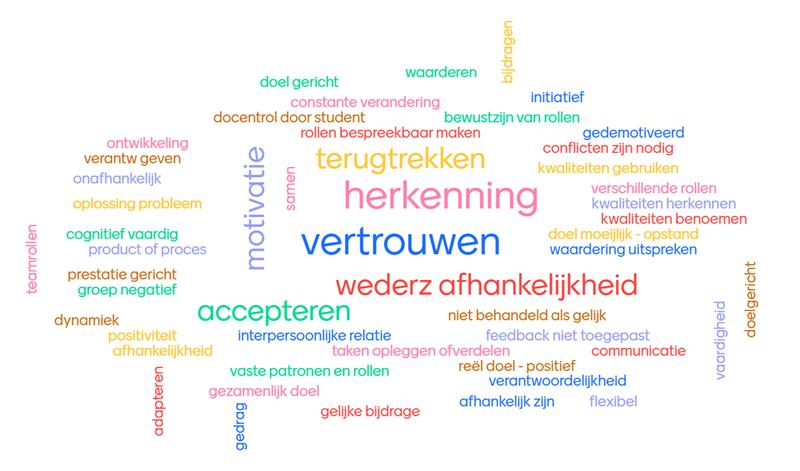 bijdragen
waarderen
doel gericht
initiatief
constante verandering
docentrol door student
bewustzijn van rollen
rollen bespreekbaar maken
gedemotiveerd
ontwikkeling
conflicten zijn nodig
verantw geven
terugtrekken
kwaliteiten gebruiken
onafhankelijk
motivatie
samen
herkenning
verschillende rollen
oplossing probleem
kwaliteiten herkennen
kwaliteiten benoemen
cognitief vaardig
vertrouwen
doel moeijlijk - opstand
product of proces
waardering uitspreken
teamrollen
prestatie gericht
wederz afhankelijkheid
groep negatief
doelgericht
accepteren
niet behandeld als gelijk
dynamiek
positiviteit
interpersoonlijke relatie
feedback niet toegepast
vaardigheid
afhankelijkheid
taken opleggen ofverdelen
communicatie
vaste patronen en rollen
reël doel - positief
verantwoordelijkheid
adapteren
gezamenlijk doel
afhankelijk zijn
flexibel
gelijke bijdrage
gedrag